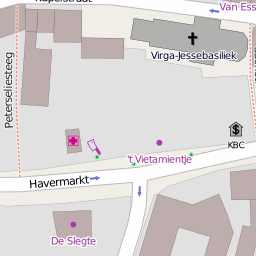 Kapelstraat
Van Ess
Virga-Jessebasiliek
Peterseliesteeg
$
KBC
't Vietamientje
Havermarkt
De Slegte